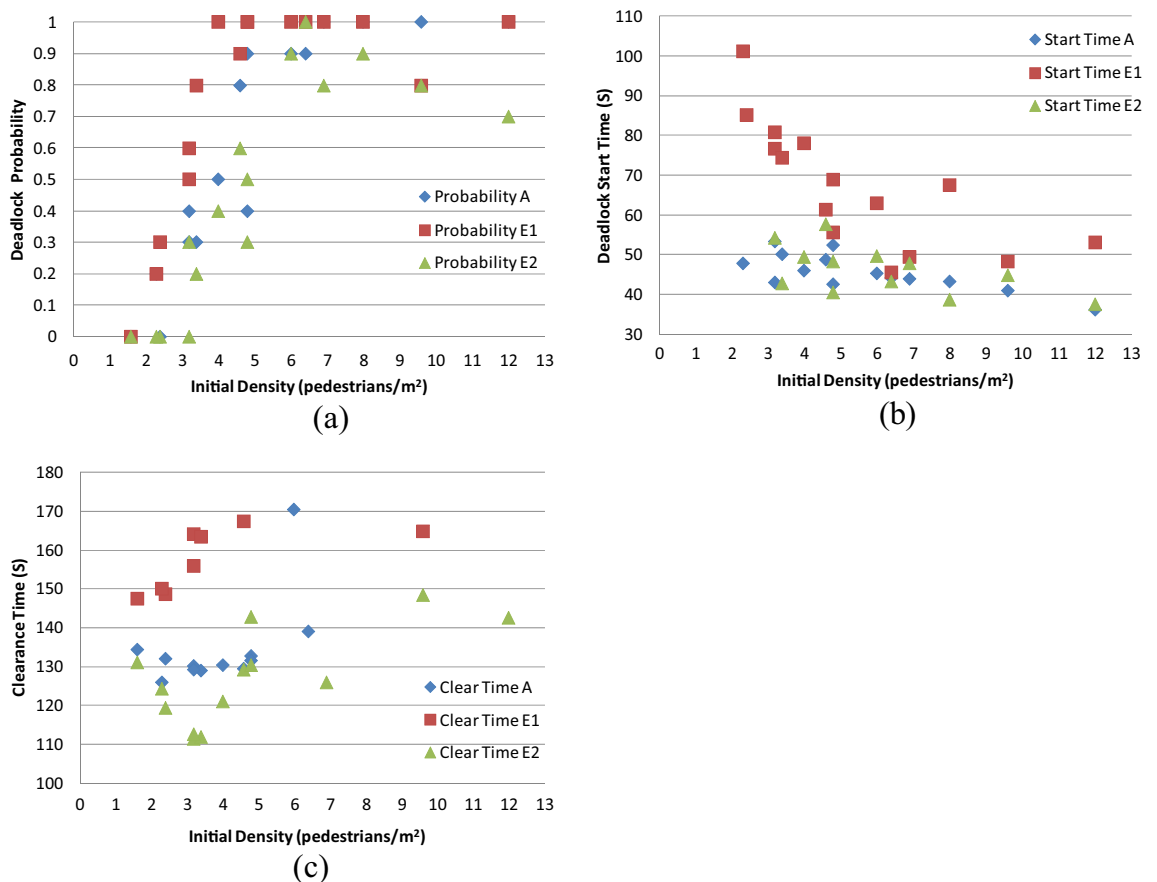 1
0.9
0.8
0.7
0.6
0.5
0.4
0.3
0.2
0.1
0
Deadlock Probability
Probability A
Probability E1
Probability E2
0 1 2 3 4 5 6 7 8 9 10 11 12 13
Initial Density (pedestrians/m²)
(a)
110
100
90
80
70
60
50
40
30
Deadlock Start Time (S)
Start Time A
Start Time E1
Start Time E2
0 1 2 3 4 5 6 7 8 9 10 11 12 13
Initial Density (pedestrians/m²)
(b)
180
170
160
150
140
130
120
110
100
Clearance Time (S)
Clear Time A
Clear Time E1
Clear Time E2
0 1 2 3 4 5 6 7 8 9 10 11 12 13
Initial Density (pedestrians/m²)
(c)